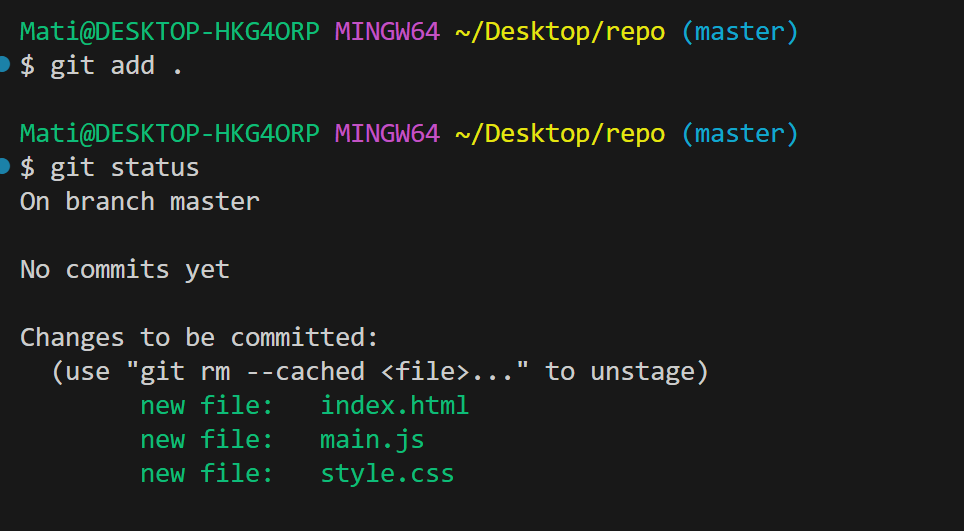 Mati@DESKTOP-HKG4ORP MINGW64 ~/Desktop/repo (master)
$ git add .
Mati@DESKTOP-HKG4ORP MINGW64 ~/Desktop/repo (master)
$ git status
On branch master
No commits yet
Changes to be committed:
(use "git rm --cached <file>..." to unstage)
new file: index.html
new file: main.js
new file: style.css